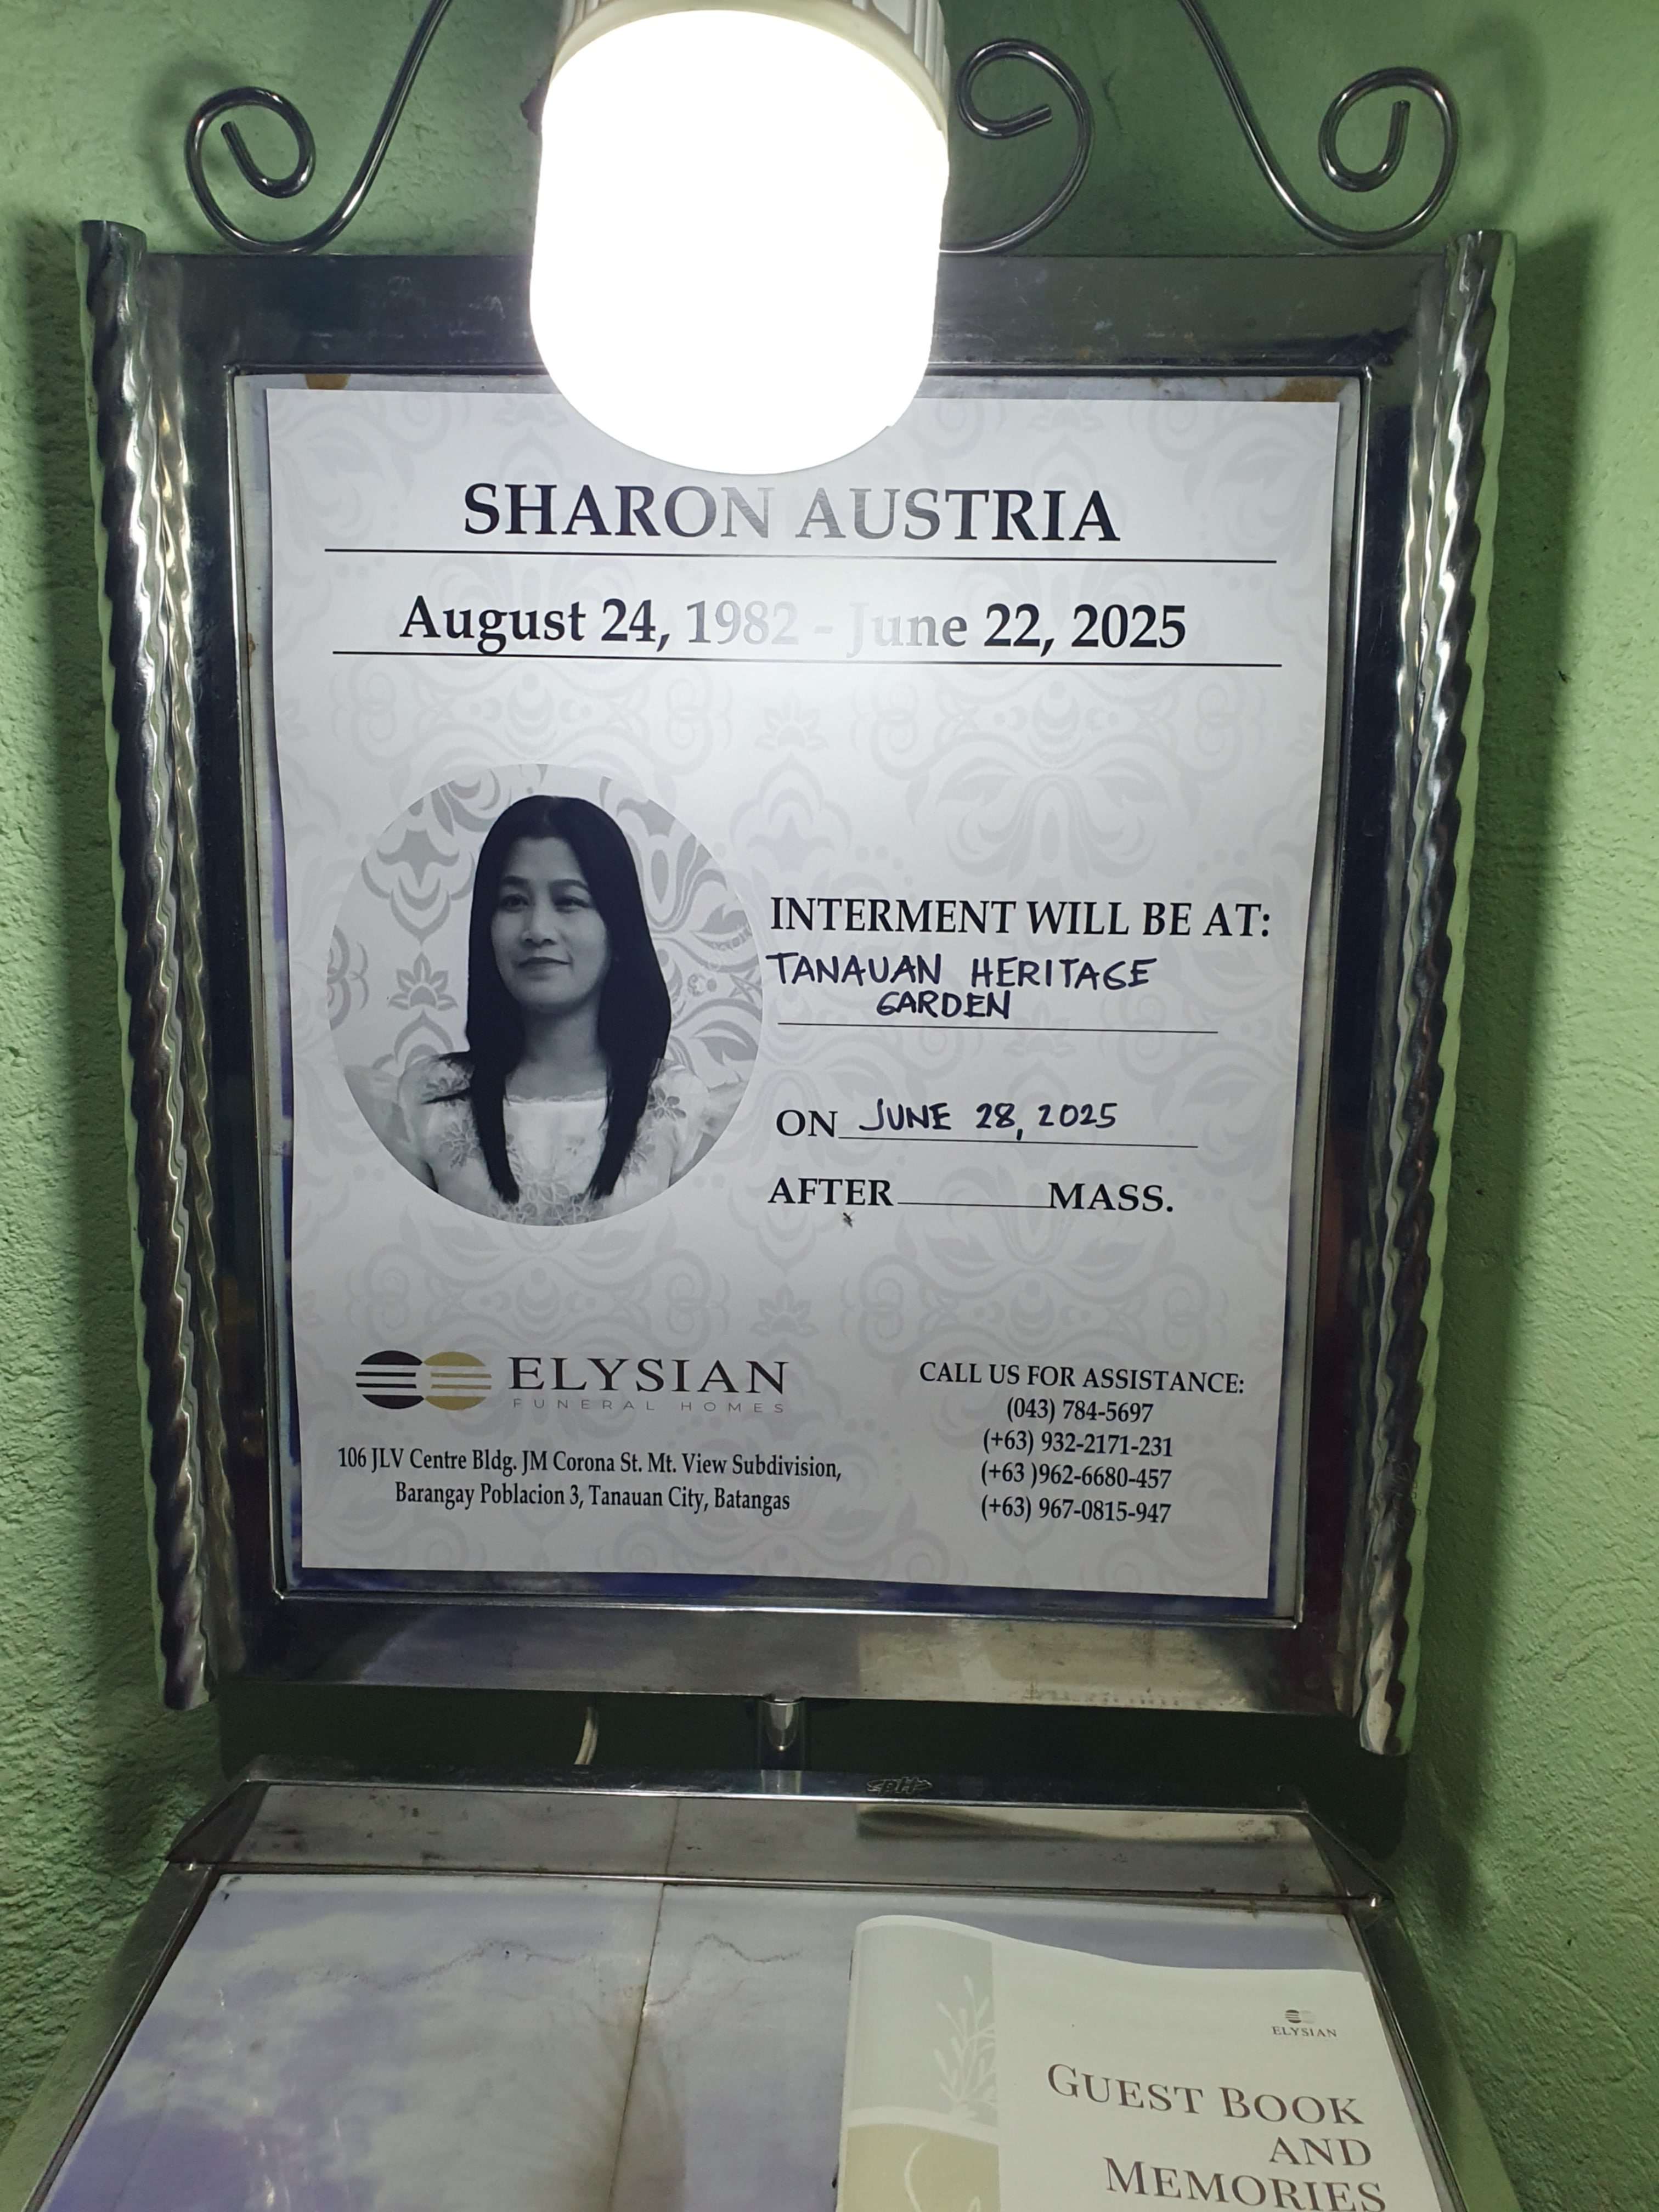 SHARON AUSTRIA
August 24, 1982 - June 22, 2025
INTERMENT WILL BE AT:
TANAUAN HERITAGE
GARDEN
ON JUNE 28, 2025
AFTER MASS.
ELYSIAN
FUNERAL HOMES
106 JLV Centre Bldg. JM Corona St. Mt. View Subdivision,
Barangay Poblacion 3, Tanauan City, Batangas
CALL US FOR ASSISTANCE:
(043) 784-5697
(+63) 932-2171-231
(+63 )962-6680-457
(+63) 967-0815-947
ELYSIAN
GUEST BOOK
AND
MEMORIES